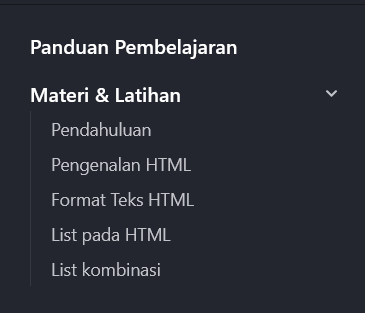 Panduan Pembelajaran
Materi & Latihan
Pendahuluan
Pengenalan HTML
Format Teks HTML
List pada HTML
List kombinasi